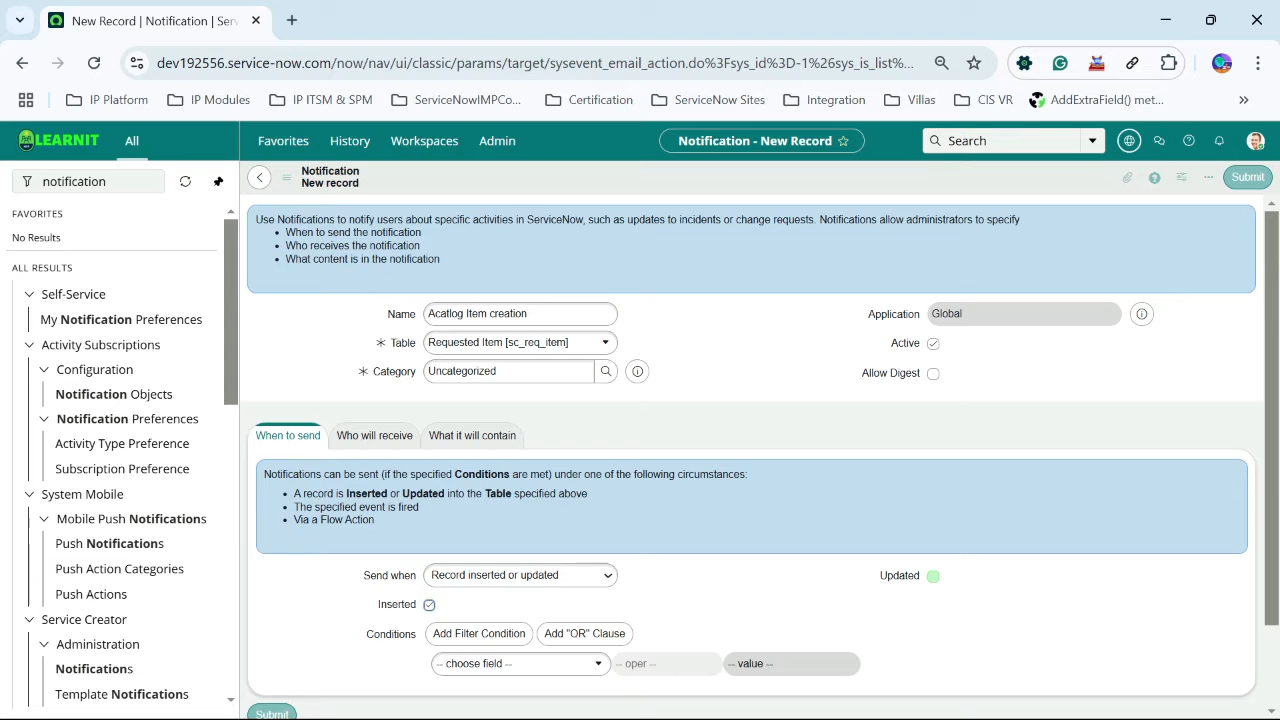 New Record | Notification | Serv
dev192556.service-now.com/now/nav/ui/classic/params/target/sysevent_email_action.do%3Fsys_id%3D-1%26sys_is_list%...
IP Platform
IP Modules
IP ITSM & SPM
ServiceNowIMPCo...
Certification
ServiceNow Sites
Integration
Villas
CIS VR
AddExtraField() met...
LEARNIT
All
Favorites
History
Workspaces
Admin
Notification - New Record
Search
notification
FAVORITES
No Results
ALL RESULTS
Self-Service
My Notification Preferences
Activity Subscriptions
Configuration
Notification Objects
Notification Preferences
Activity Type Preference
Subscription Preference
System Mobile
Mobile Push Notifications
Push Notifications
Push Action Categories
Push Actions
Service Creator
Administration
Notifications
Template Notifications
Notification
New record
Submit
Use Notifications to notify users about specific activities in ServiceNow, such as updates to incidents or change requests. Notifications allow administrators to specify
• When to send the notification
• Who receives the notification
• What content is in the notification
Name Acatlog Item creation
Application Global
Table Requested Item [sc_req_item]
Active
Category Uncategorized
Allow Digest
When to send
Who will receive
What it will contain
Notifications can be sent (if the specified Conditions are met) under one of the following circumstances:
• A record is Inserted or Updated into the Table specified above
• The specified event is fired
• Via a Flow Action
Send when Record inserted or updated
Updated
Inserted
Conditions Add Filter Condition Add "OR" Clause
-- choose field -- -- oper -- -- value --
Submit